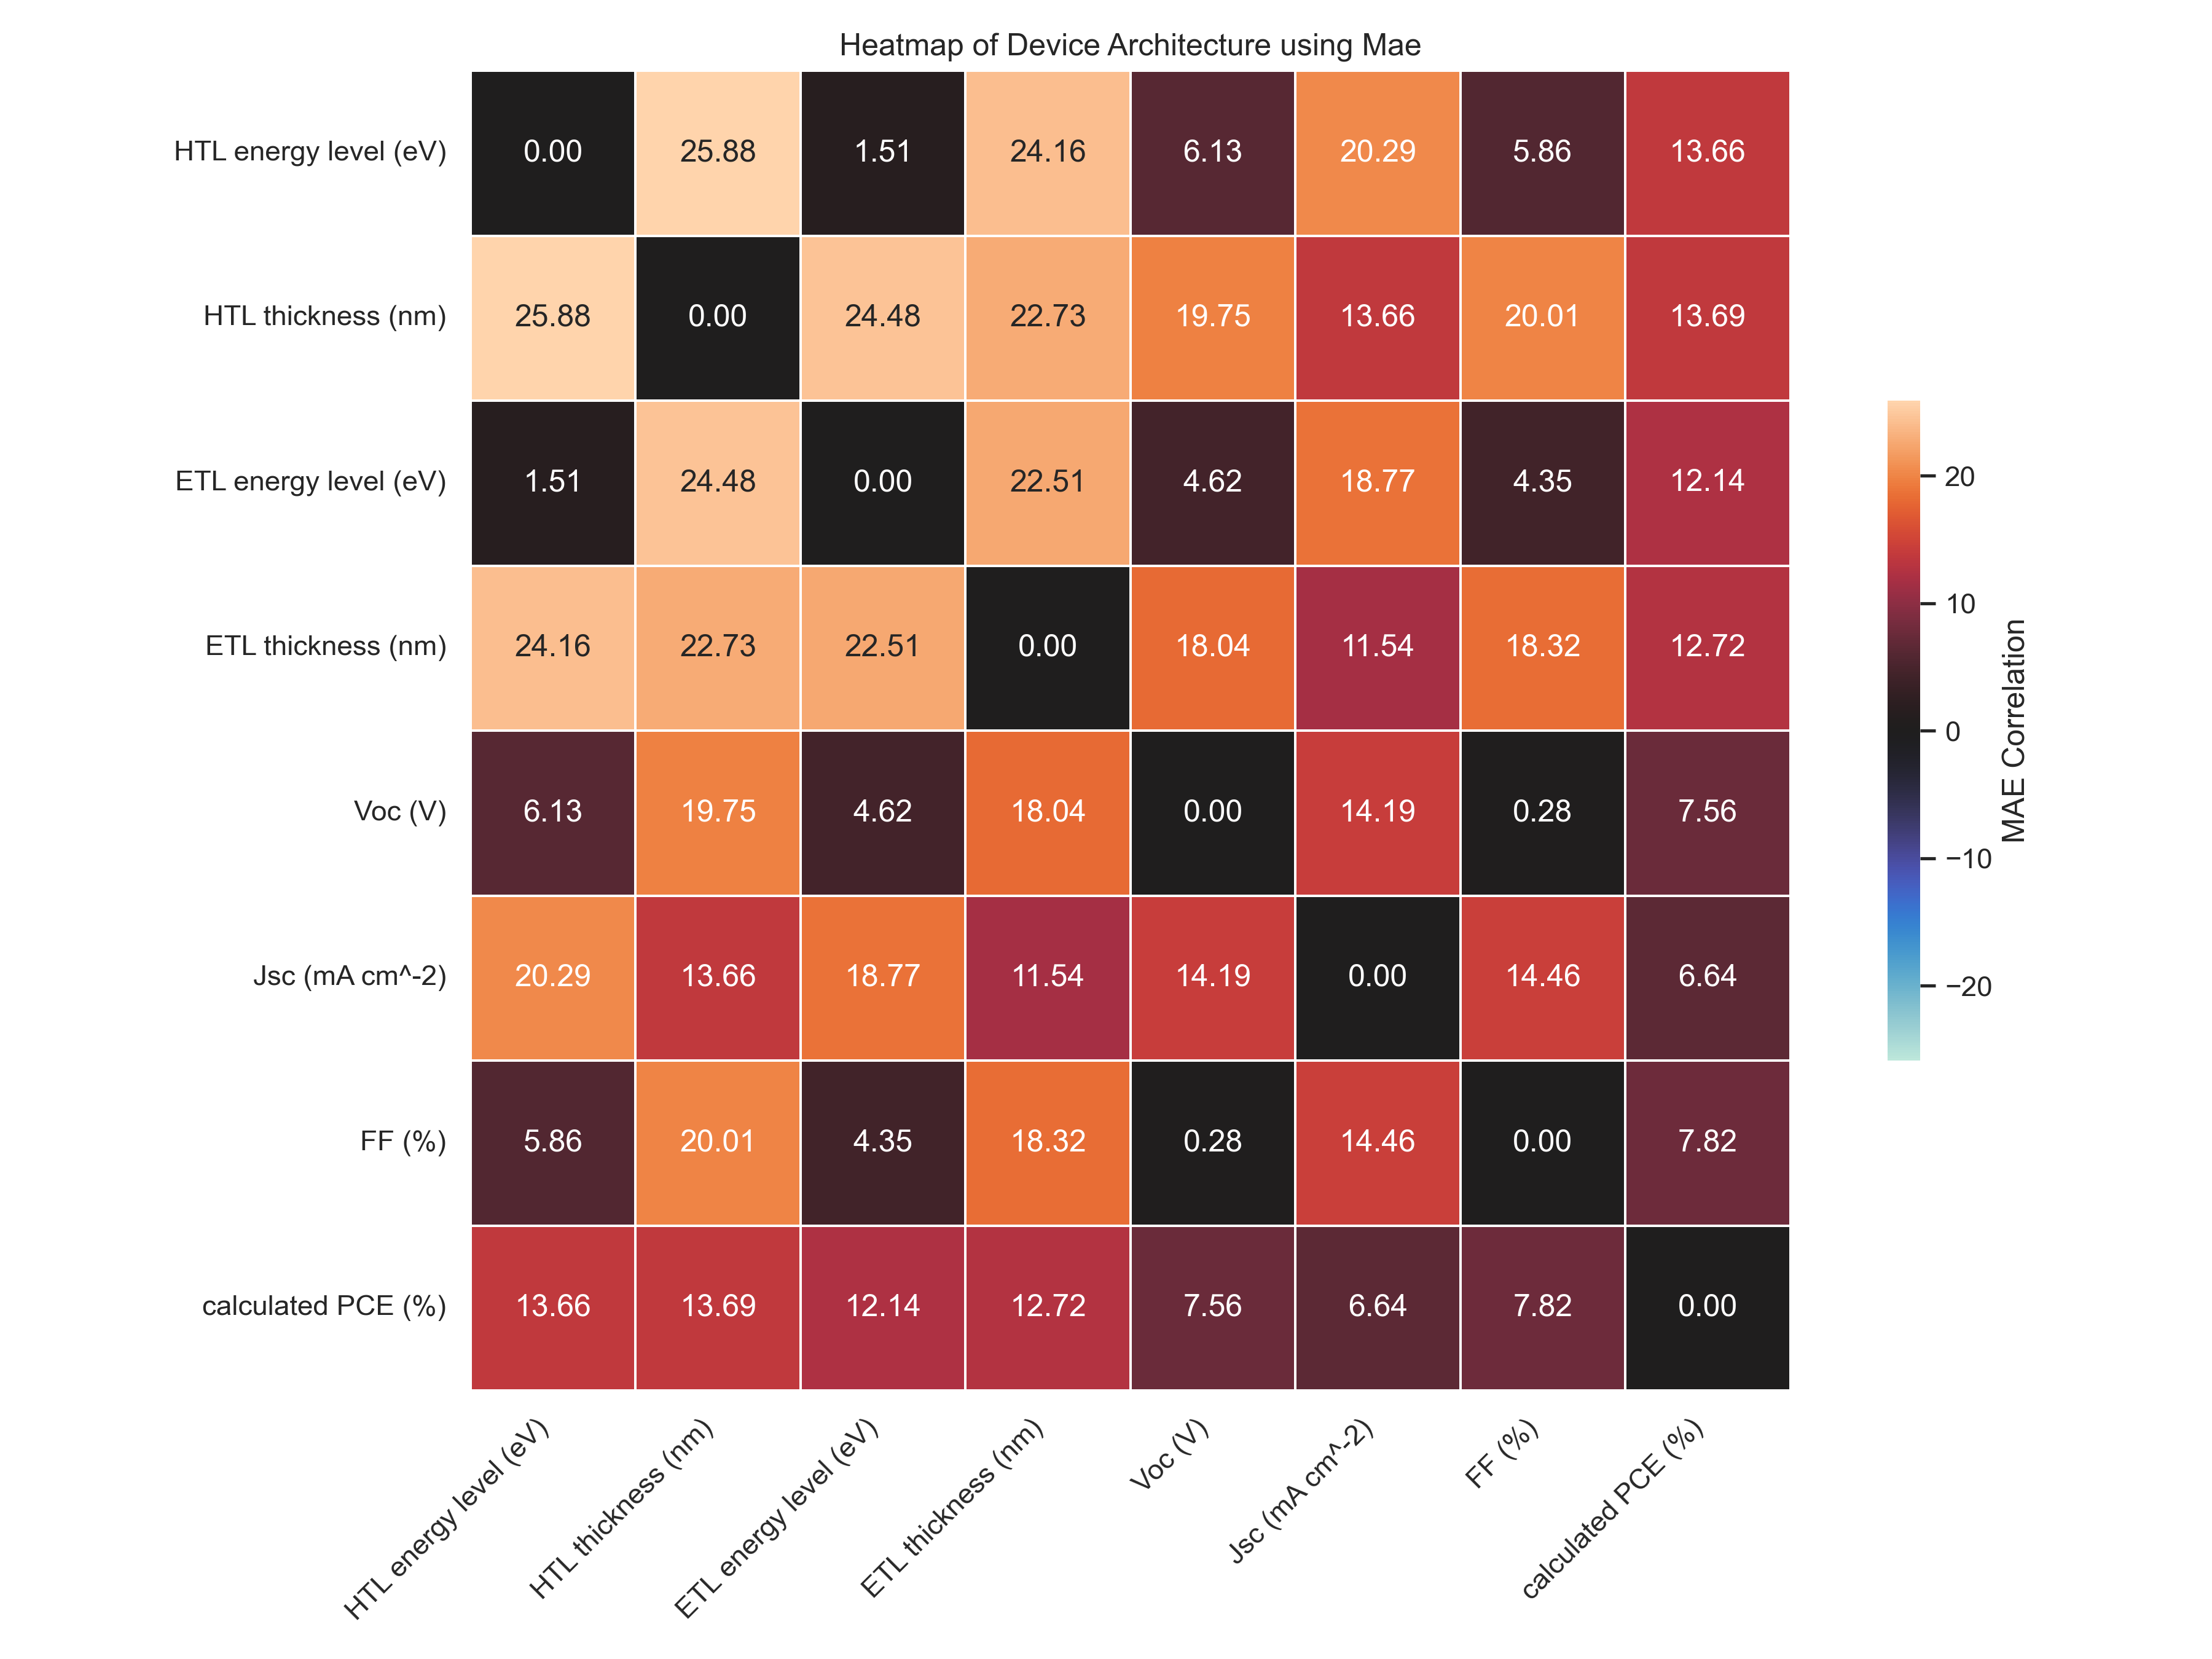 Heatmap of Device Architecture using Mae
HTL energy level (eV) 0.00 25.88 1.51 24.16 6.13 20.29 5.86 13.66
HTL thickness (nm) 25.88 0.00 24.48 22.73 19.75 13.66 20.01 13.69
ETL energy level (eV) 1.51 24.48 0.00 22.51 4.62 18.77 4.35 12.14
ETL thickness (nm) 24.16 22.73 22.51 0.00 18.04 11.54 18.32 12.72
Voc (V) 6.13 19.75 4.62 18.04 0.00 14.19 0.28 7.56
Jsc (mA cm^-2) 20.29 13.66 18.77 11.54 14.19 0.00 14.46 6.64
FF (%) 5.86 20.01 4.35 18.32 0.28 14.46 0.00 7.82
calculated PCE (%) 13.66 13.69 12.14 12.72 7.56 6.64 7.82 0.00
HTL energy level (eV)
HTL thickness (nm)
ETL energy level (eV)
ETL thickness (nm)
Voc (V)
Jsc (mA cm^-2)
FF (%)
calculated PCE (%)
20
10
0
−10
−20
MAE Correlation